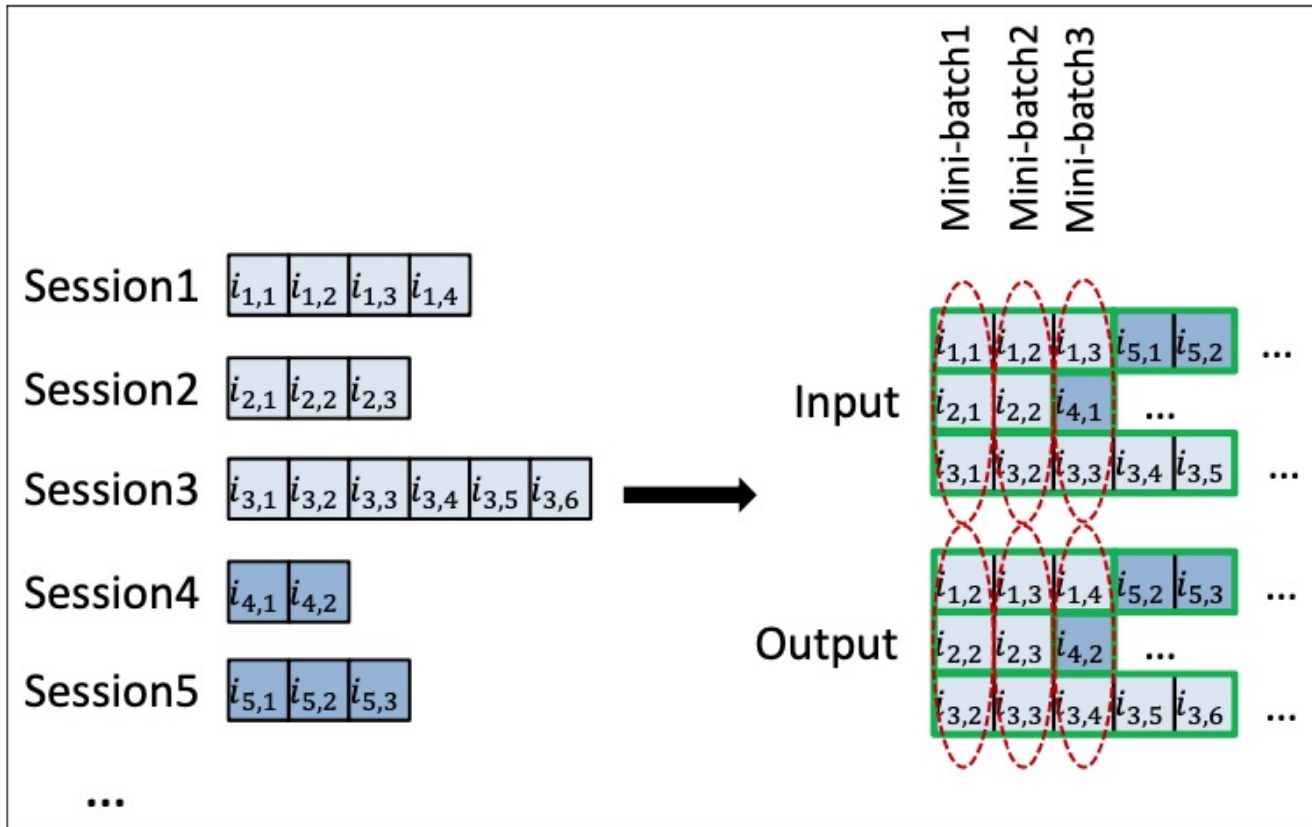 Mini-batch1
Mini-batch2
Mini-batch3
Session1 i1,1 i1,2 i1,3 i1,4
Session2 i2,1 i2,2 i2,3
Session3 i3,1 i3,2 i3,3 i3,4 i3,5 i3,6
Session4 i4,1 i4,2
Session5 i5,1 i5,2 i5,3
...
Input
i1,1 i1,2 i1,3 i5,1 i5,2 ...
i2,1 i2,2 i4,1 ...
i3,1 i3,2 i3,3 i3,4 i3,5 ...
Output
i1,2 i1,3 i1,4 i5,2 i5,3 ...
i2,2 i2,3 i4,2 ...
i3,2 i3,3 i3,4 i3,5 i3,6 ...